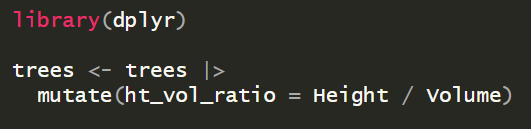 library(dplyr)
trees <- trees |>
mutate(ht_vol_ratio = Height / Volume)